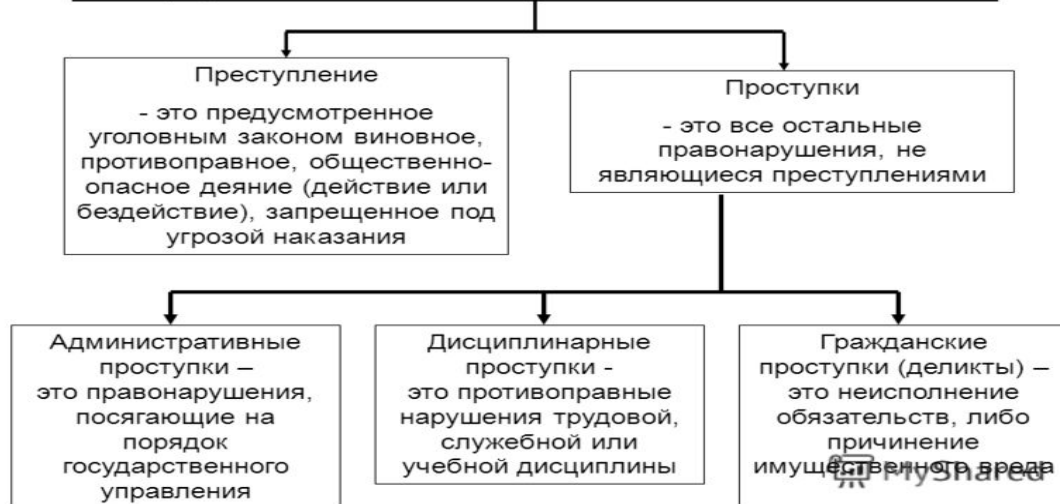 Преступление
- это предусмотренное
уголовным законом виновное,
противоправное, общественно-
опасное деяние (действие или
бездействие), запрещенное под
угрозой наказания
Проступки
- это все остальные
правонарушения, не
являющиеся преступлениями
Административные
проступки –
это правонарушения,
посягающие на
порядок
государственного
управления
Дисциплинарные
проступки -
это противоправные
нарушения трудовой,
служебной или
учебной дисциплины
Гражданские
проступки (деликты) –
это неисполнение
обязательств, либо
причинение
имущественного вреда
MyShared